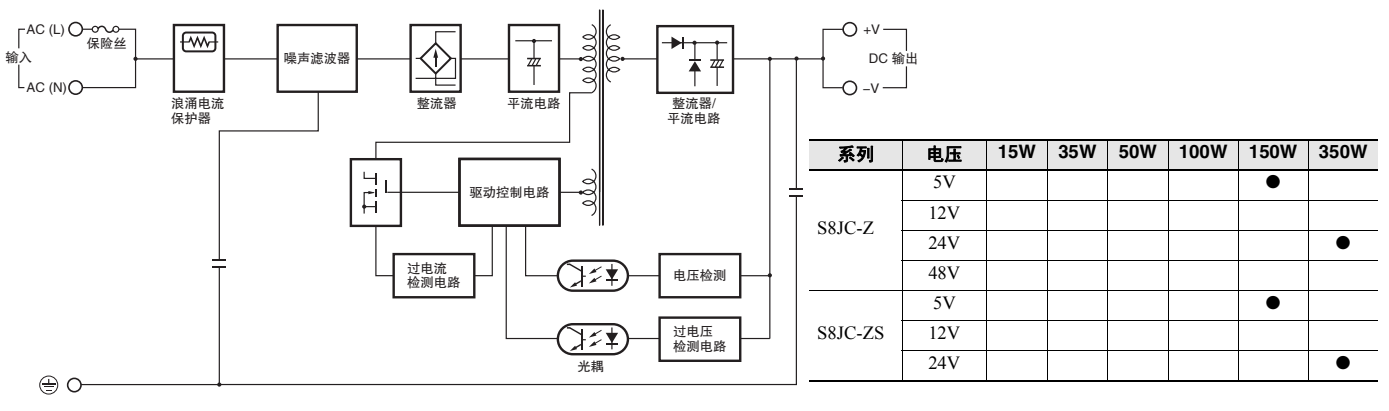 AC (L)
保险丝
输入
AC (N)
浪涌电流
保护器
噪声滤波器
整流器
平流电路
整流器/
平流电路
+V
DC 输出
–V
驱动控制电路
过电流
检测电路
电压检测
过电压
检测电路
光耦
系列 电压 15W 35W 50W 100W 150W 350W
S8JC-Z
5V ●
12V
24V ●
48V
S8JC-ZS
5V ●
12V
24V ●